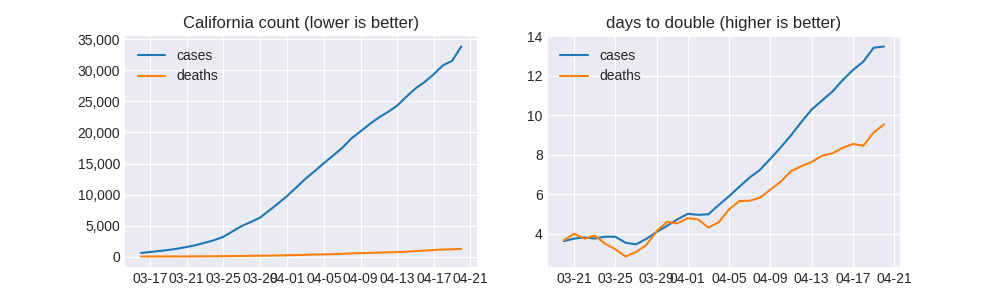 California count (lower is better)
35,000
30,000
25,000
20,000
15,000
10,000
5,000
0
cases
deaths
03-17 03-21 03-25 03-29 04-01 04-05 04-09 04-13 04-17 04-21
days to double (higher is better)
14
12
10
8
6
4
cases
deaths
03-21 03-25 03-29 04-01 04-05 04-09 04-13 04-17 04-21